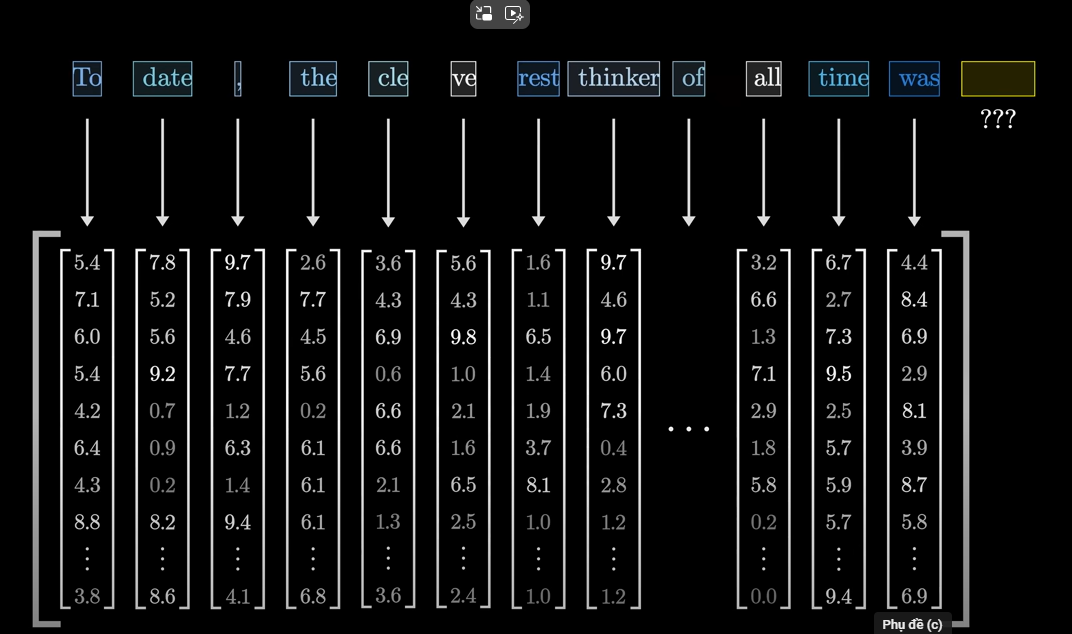 To date , the cle ve rest thinker of all time was
???
5.4 7.8 9.7 2.6 3.6 5.6 1.6 9.7 3.2 6.7 4.4
7.1 5.2 7.9 7.7 4.3 4.3 1.1 4.6 6.6 2.7 8.4
6.0 5.6 4.6 4.5 6.9 9.8 6.5 9.7 1.3 7.3 6.9
5.4 9.2 7.7 5.6 0.6 1.0 1.4 6.0 7.1 9.5 2.9
4.2 0.7 1.2 0.2 6.6 2.1 1.9 7.3 ... 2.9 2.5 8.1
6.4 0.9 6.3 6.1 6.6 1.6 3.7 0.4 1.8 5.7 3.9
4.3 0.2 1.4 6.1 2.1 6.5 8.1 2.8 5.8 5.9 8.7
8.8 8.2 9.4 6.1 1.3 2.5 1.0 1.2 0.2 5.7 5.8
⋮ ⋮ ⋮ ⋮ ⋮ ⋮ ⋮ ⋮ ⋮ ⋮ ⋮
3.8 8.6 4.1 6.8 3.6 2.4 1.0 1.2 0.0 9.4 6.9
Phụ đề (c)